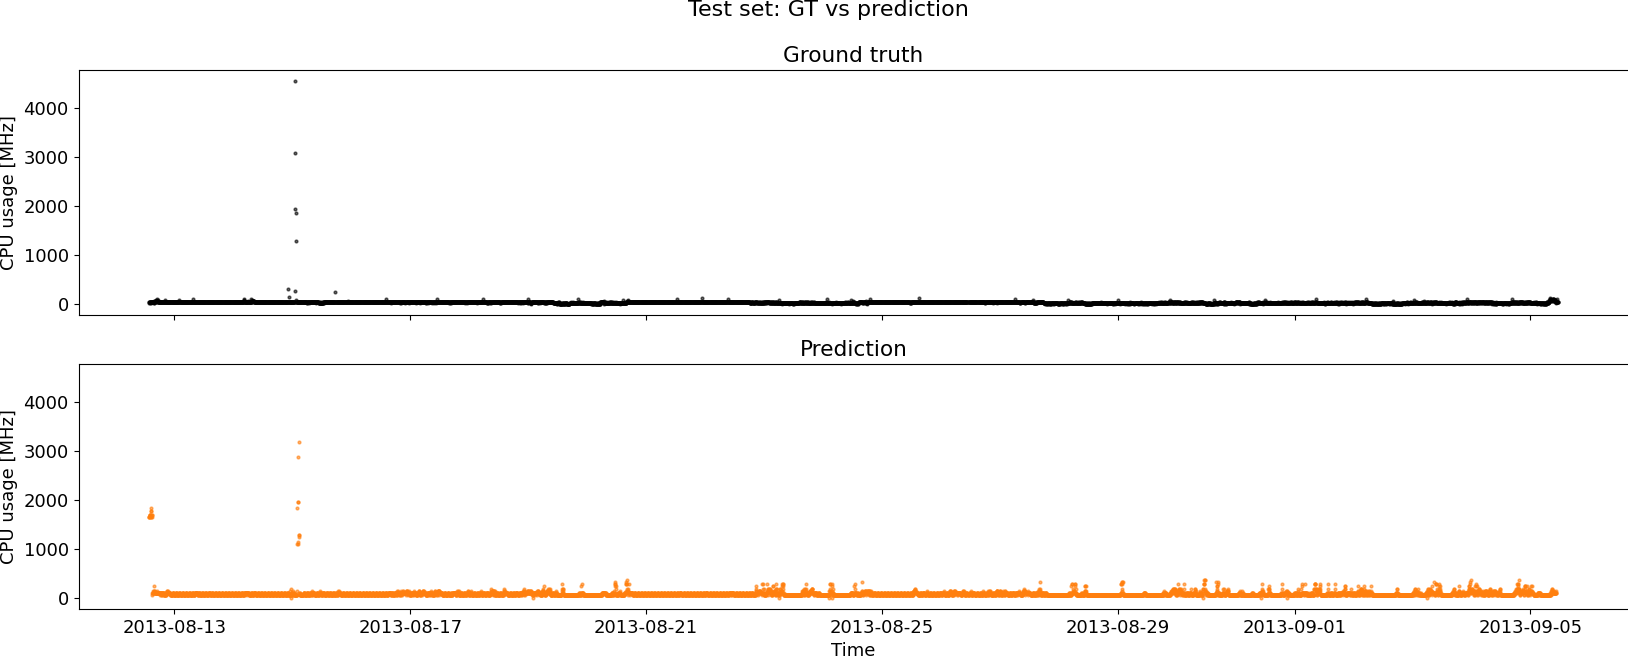 Test set: GT vs prediction
Ground truth
CPU usage [MHz]
4000
3000
2000
1000
0
Prediction
CPU usage [MHz]
4000
3000
2000
1000
0
2013-08-13 2013-08-17 2013-08-21 2013-08-25 2013-08-29 2013-09-01 2013-09-05
Time